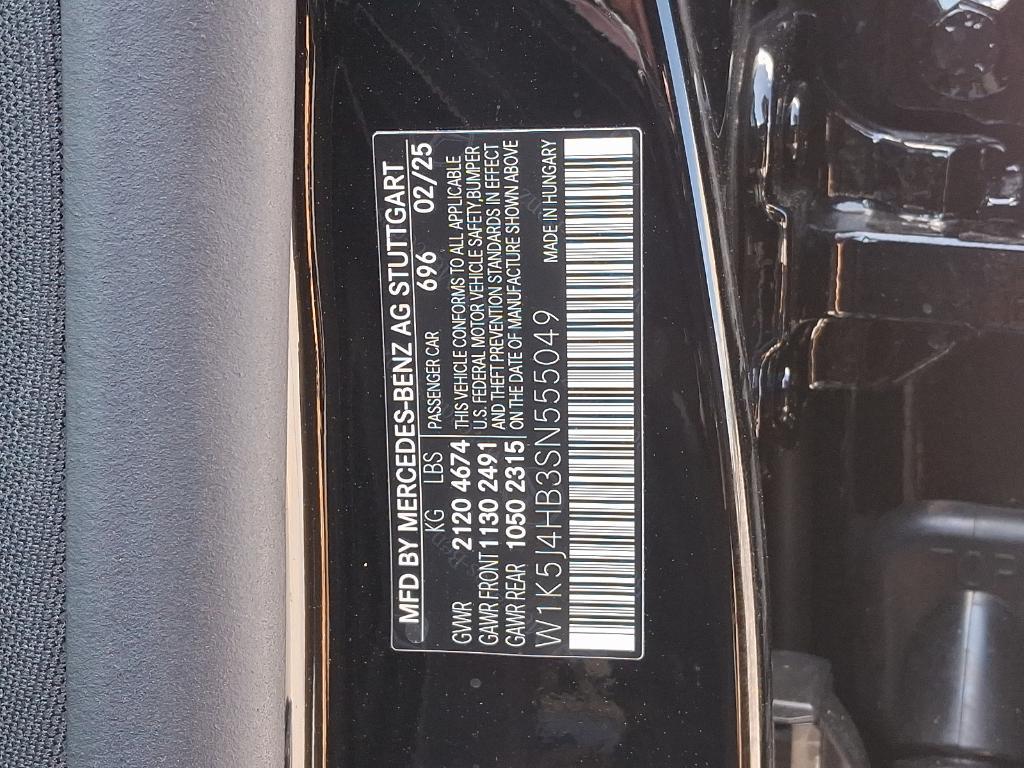 MFD BY MERCEDES-BENZ AG STUTTGART
KG LBS PASSENGER CAR 696 02/25
GVWR 2120 4674 THIS VEHICLE CONFORMS TO ALL APPLICABLE
GAWR FRONT 1130 2491 U.S. FEDERAL MOTOR VEHICLE SAFETY,BUMPER
GAWR REAR 1050 2315 AND THEFT PREVENTION STANDARDS IN EFFECT
ON THE DATE OF MANUFACTURE SHOWN ABOVE
W1K5J4HB3SN555049 MADE IN HUNGARY